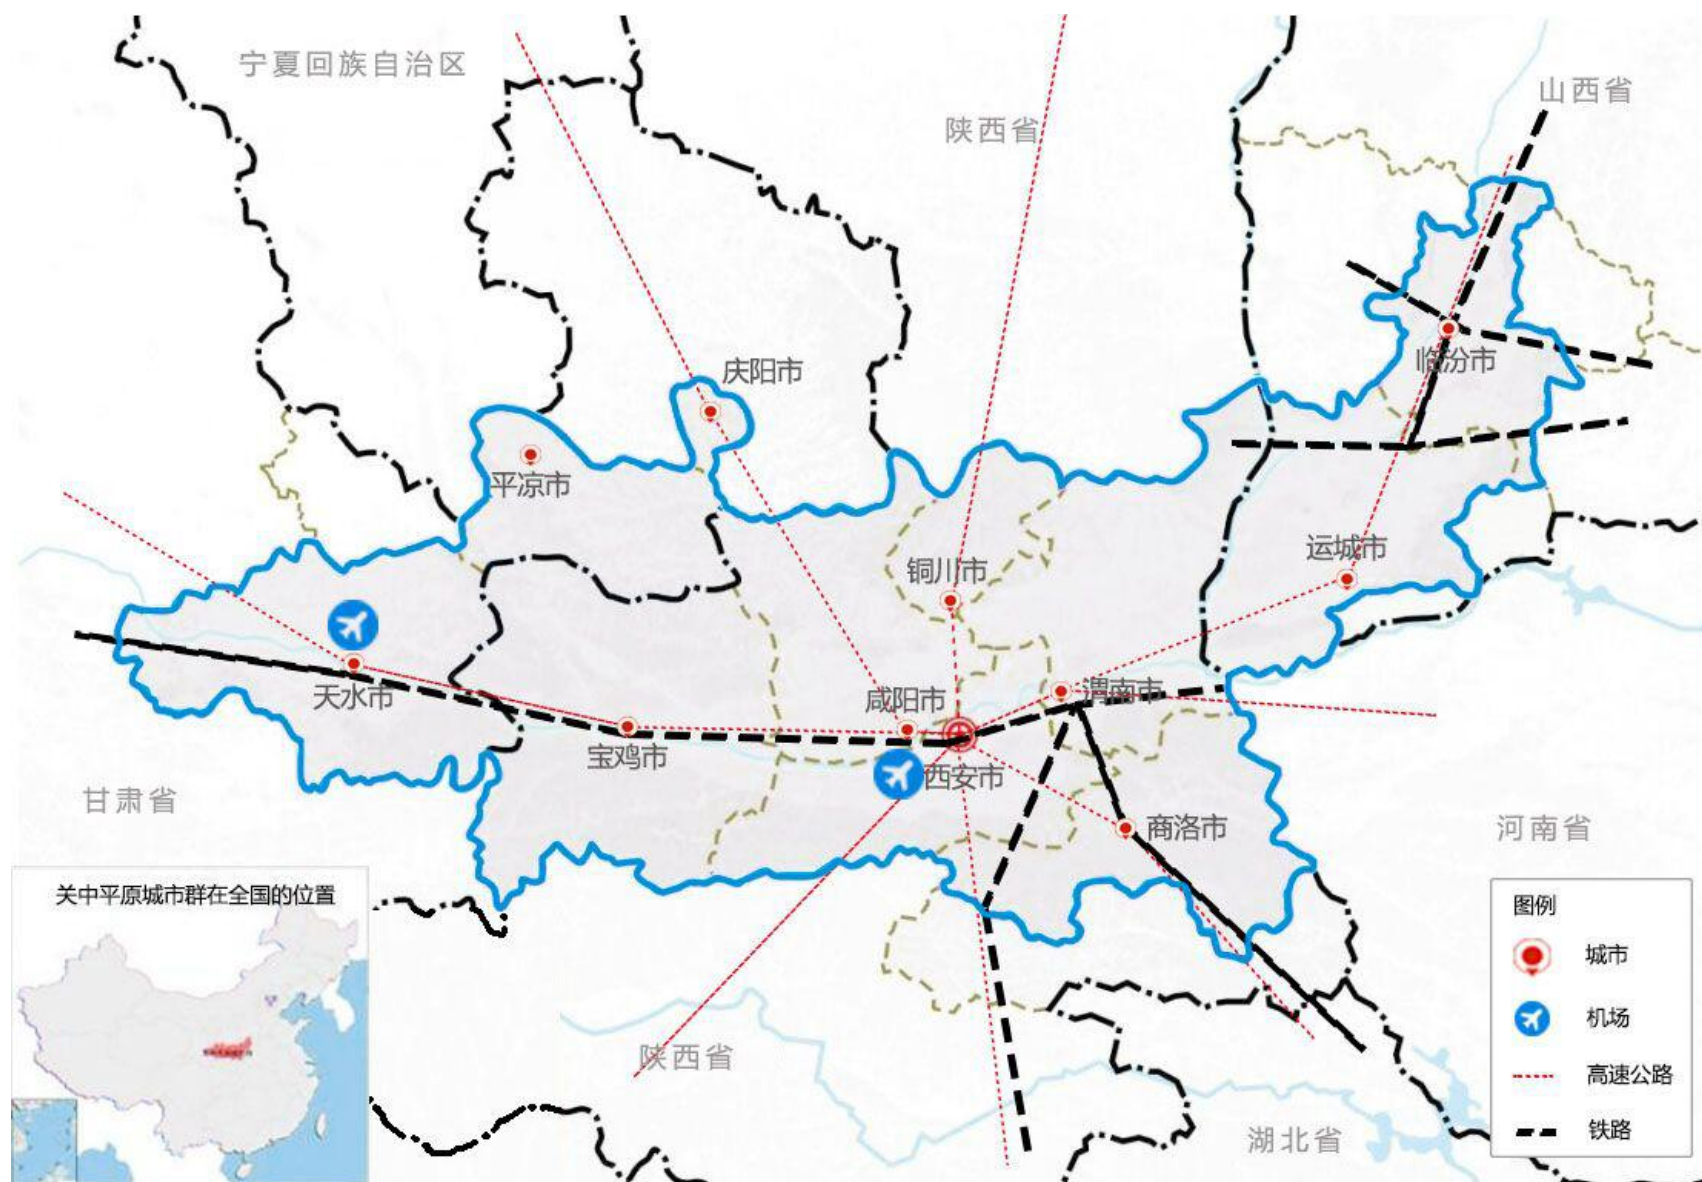 宁夏回族自治区
山西省
陕西省
庆阳市
临汾市
平凉市
运城市
铜川市
天水市
咸阳市
渭南市
宝鸡市
西安市
甘肃省
商洛市
河南省
关中平原城市群在全国的位置
陕西省
湖北省
图例
城市
机场
高速公路
铁路